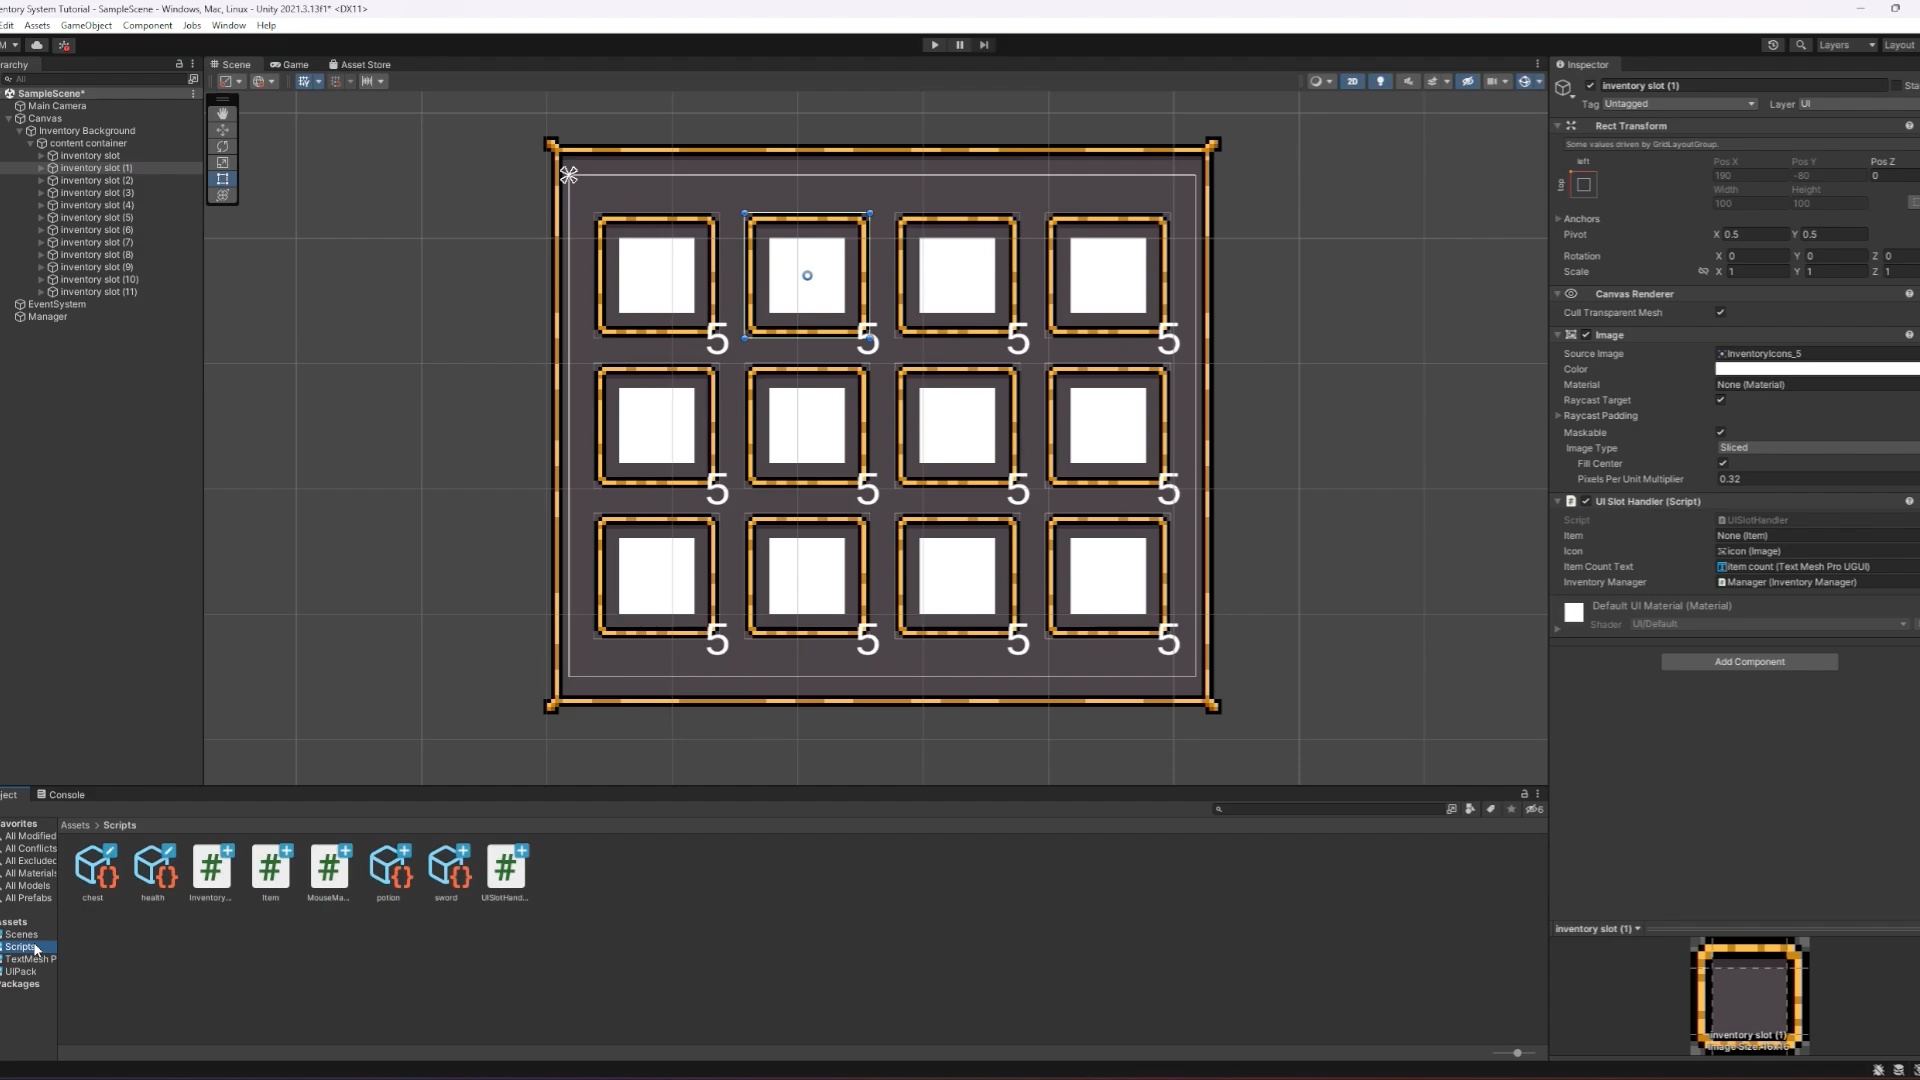 entory System Tutorial - SampleScene - Windows, Mac, Linux - Unity 2021.3.13f1* <DX11>
Edit Assets GameObject Component Jobs Window Help
Layers Layout
rarchy
All
Scene Game Asset Store
2D
SampleScene*
Main Camera
Canvas
Inventory Background
content container
inventory slot
inventory slot (1)
inventory slot (2)
inventory slot (3)
inventory slot (4)
inventory slot (5)
inventory slot (6)
inventory slot (7)
inventory slot (8)
inventory slot (9)
inventory slot (10)
inventory slot (11)
EventSystem
Manager
5 5 5 5
5 5 5 5
5 5 5 5
Inspector
inventory slot (1) Sta
Tag Untagged Layer UI
Rect Transform
Some values driven by GridLayoutGroup.
left Pos X Pos Y Pos Z
top 190 -80 0
Width Height
100 100
Anchors
Pivot X 0.5 Y 0.5
Rotation X 0 Y 0 Z 0
Scale X 1 Y 1 Z 1
Canvas Renderer
Cull Transparent Mesh
Image
Source Image InventoryIcons_5
Color
Material None (Material)
Raycast Target
Raycast Padding
Maskable
Image Type Sliced
Fill Center
Pixels Per Unit Multiplier 0.32
UI Slot Handler (Script)
Script UISlotHandler
Item None (Item)
Icon icon (Image)
Item Count Text item count (Text Mesh Pro UGUI)
Inventory Manager Manager (Inventory Manager)
Default UI Material (Material)
Shader UI/Default
Add Component
inventory slot (1)
inventory slot (1)
Image Size: 16x16
ject Console
6
avorites
All Modified
All Conflicts
All Excluded
All Materials
All Models
All Prefabs
ssets
Scenes
Scripts
TextMesh P
UIPack
ackages
Assets > Scripts
chest health Inventory... Item MouseMa... potion sword UISlotHand...